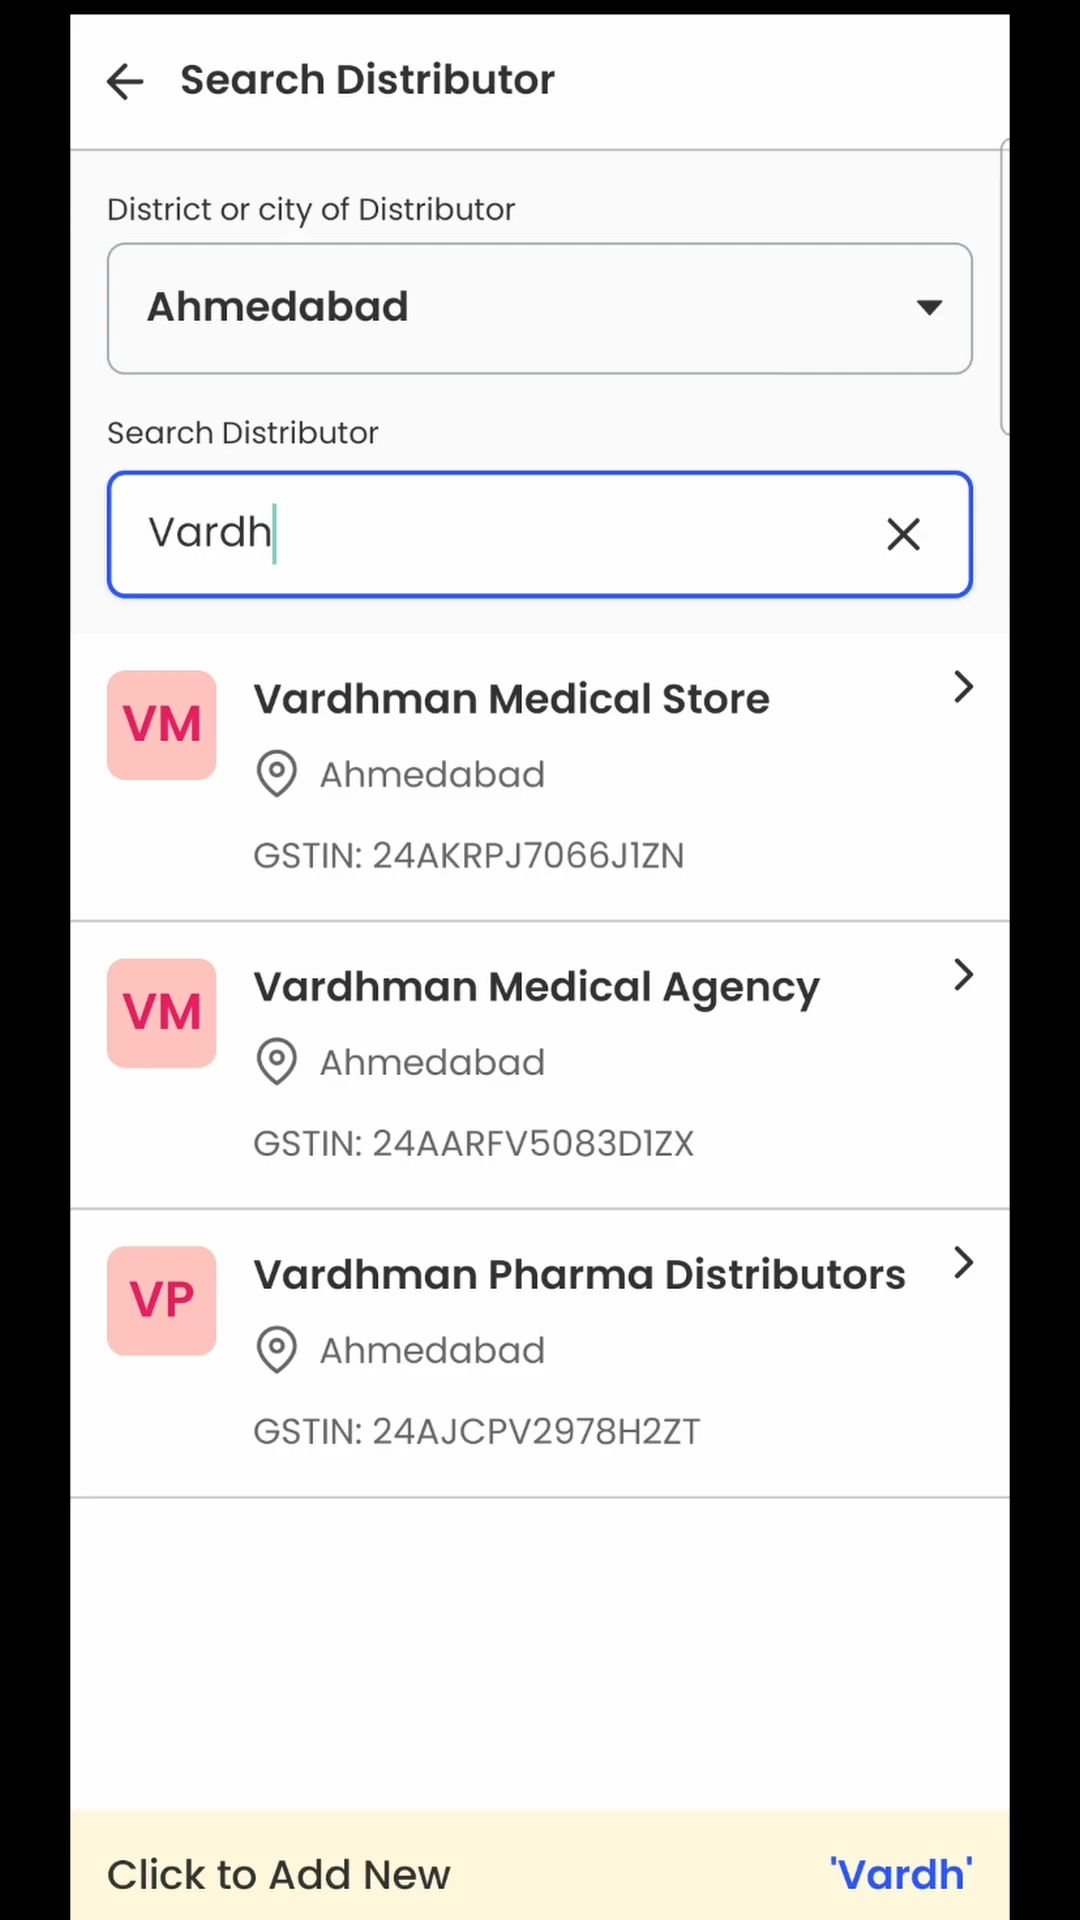 Search Distributor
District or city of Distributor
Ahmedabad
Search Distributor
Vardh
VM
Vardhman Medical Store
Ahmedabad
GSTIN: 24AKRPJ7066J1ZN
VM
Vardhman Medical Agency
Ahmedabad
GSTIN: 24AARFV5083D1ZX
VP
Vardhman Pharma Distributors
Ahmedabad
GSTIN: 24AJCPV2978H2ZT
Click to Add New 'Vardh'